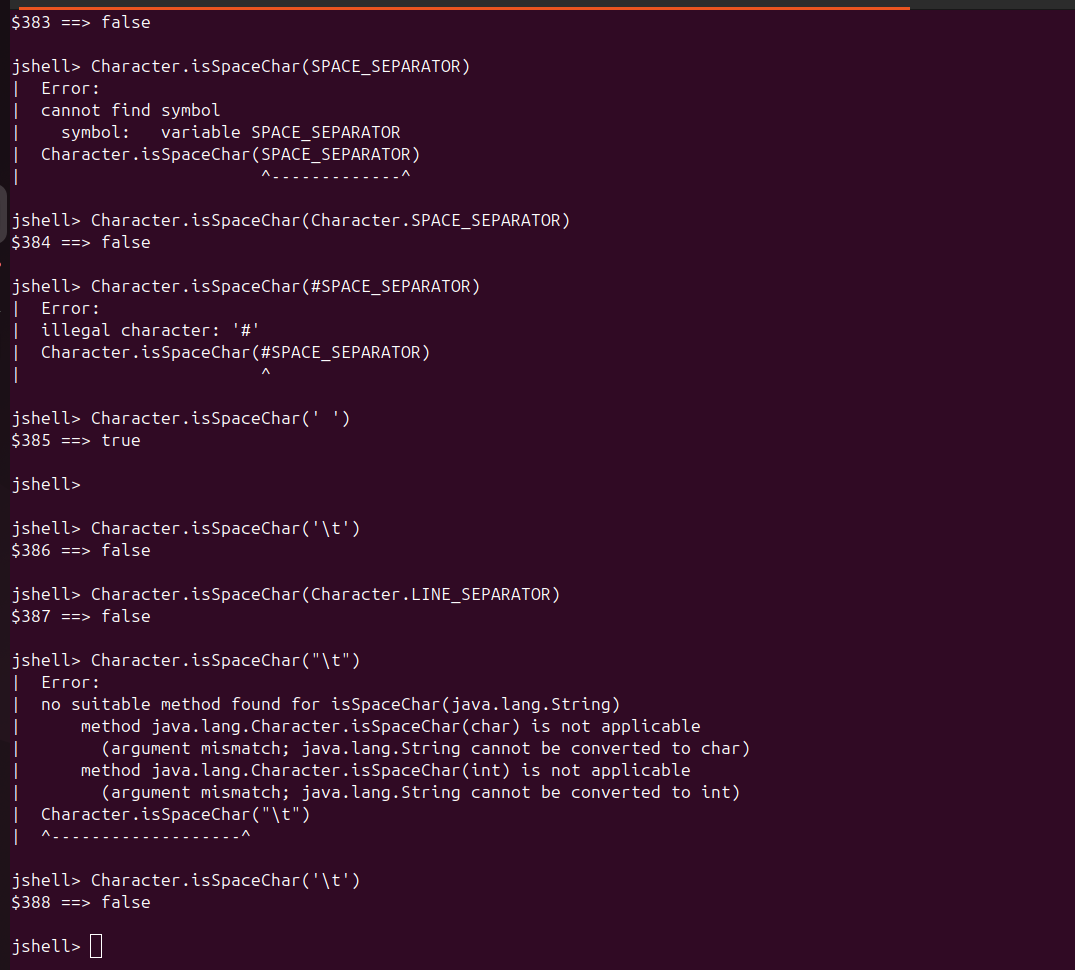 $383 ==> false
jshell> Character.isSpaceChar(SPACE_SEPARATOR)
|  Error:
|  cannot find symbol
|    symbol:   variable SPACE_SEPARATOR
|  Character.isSpaceChar(SPACE_SEPARATOR)
|                        ^-------------^
jshell> Character.isSpaceChar(Character.SPACE_SEPARATOR)
$384 ==> false
jshell> Character.isSpaceChar(#SPACE_SEPARATOR)
|  Error:
|  illegal character: '#'
|  Character.isSpaceChar(#SPACE_SEPARATOR)
|                        ^
jshell> Character.isSpaceChar(' ')
$385 ==> true
jshell>
jshell> Character.isSpaceChar('\t')
$386 ==> false
jshell> Character.isSpaceChar(Character.LINE_SEPARATOR)
$387 ==> false
jshell> Character.isSpaceChar("\t")
|  Error:
|  no suitable method found for isSpaceChar(java.lang.String)
|      method java.lang.Character.isSpaceChar(char) is not applicable
|        (argument mismatch; java.lang.String cannot be converted to char)
|      method java.lang.Character.isSpaceChar(int) is not applicable
|        (argument mismatch; java.lang.String cannot be converted to int)
|  Character.isSpaceChar("\t")
|  ^-------------------^
jshell> Character.isSpaceChar('\t')
$388 ==> false
jshell>